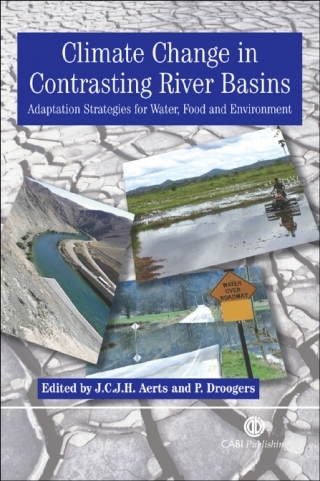 Climate Change in
Contrasting River Basins
Adaptation Strategies for Water, Food and Environment
WATER
OVER
ROADWAY
Edited by J.C.J.H. Aerts and P. Droogers
CABI Publishing